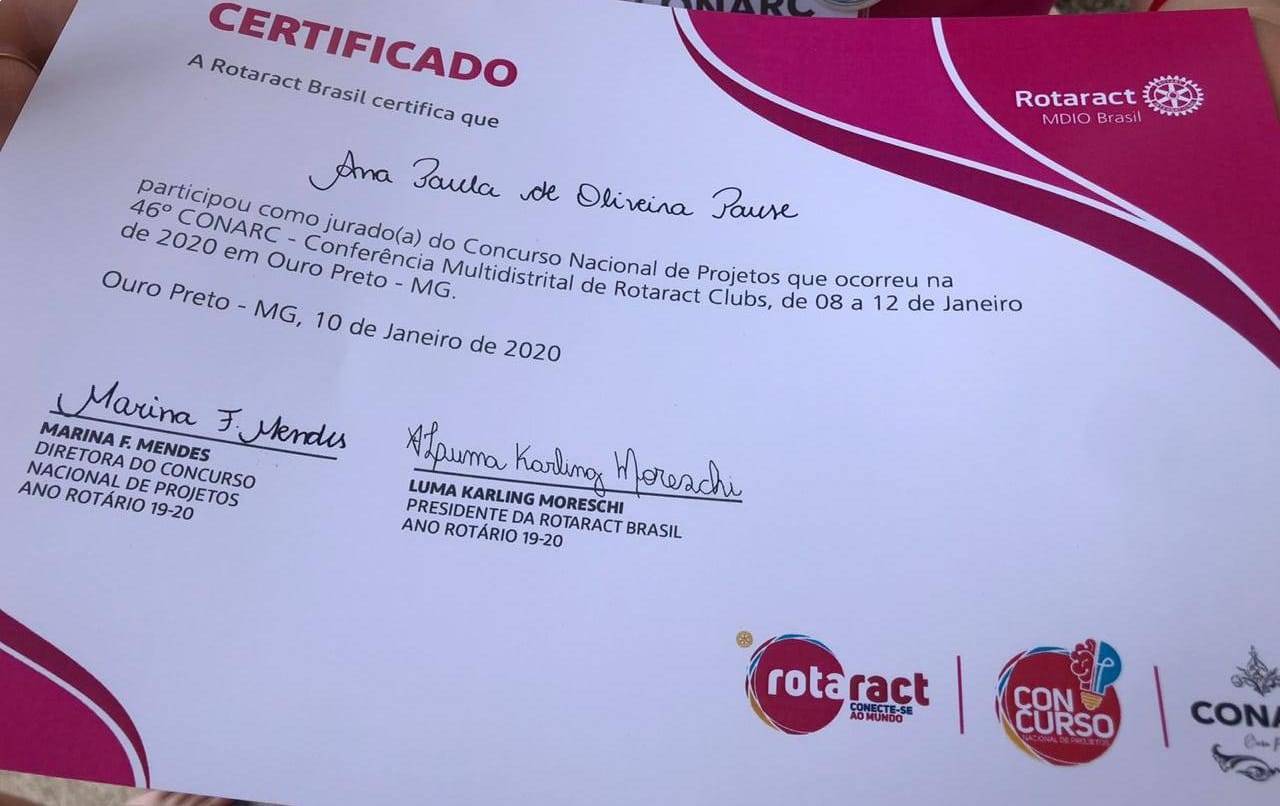 CONARC
CERTIFICADO
Rotaract
MDIO Brasil
A Rotaract Brasil certifica que
Ana Paula de Oliveira Pause
participou como jurado(a) do Concurso Nacional de Projetos que ocorreu na
46º CONARC - Conferência Multidistrital de Rotaract Clubs, de 08 a 12 de Janeiro
de 2020 em Ouro Preto - MG.
Ouro Preto - MG, 10 de Janeiro de 2020
Marina F. Mendes
MARINA F. MENDES
DIRETORA DO CONCURSO
NACIONAL DE PROJETOS
ANO ROTÁRIO 19-20
Karling Moreschi
LUMA KARLING MORESCHI
PRESIDENTE DA ROTARACT BRASIL
ANO ROTÁRIO 19-20
rotaract
CONECTE-SE
AO MUNDO
CON
CURSO
NACIONAL DE PROJETOS
CONA